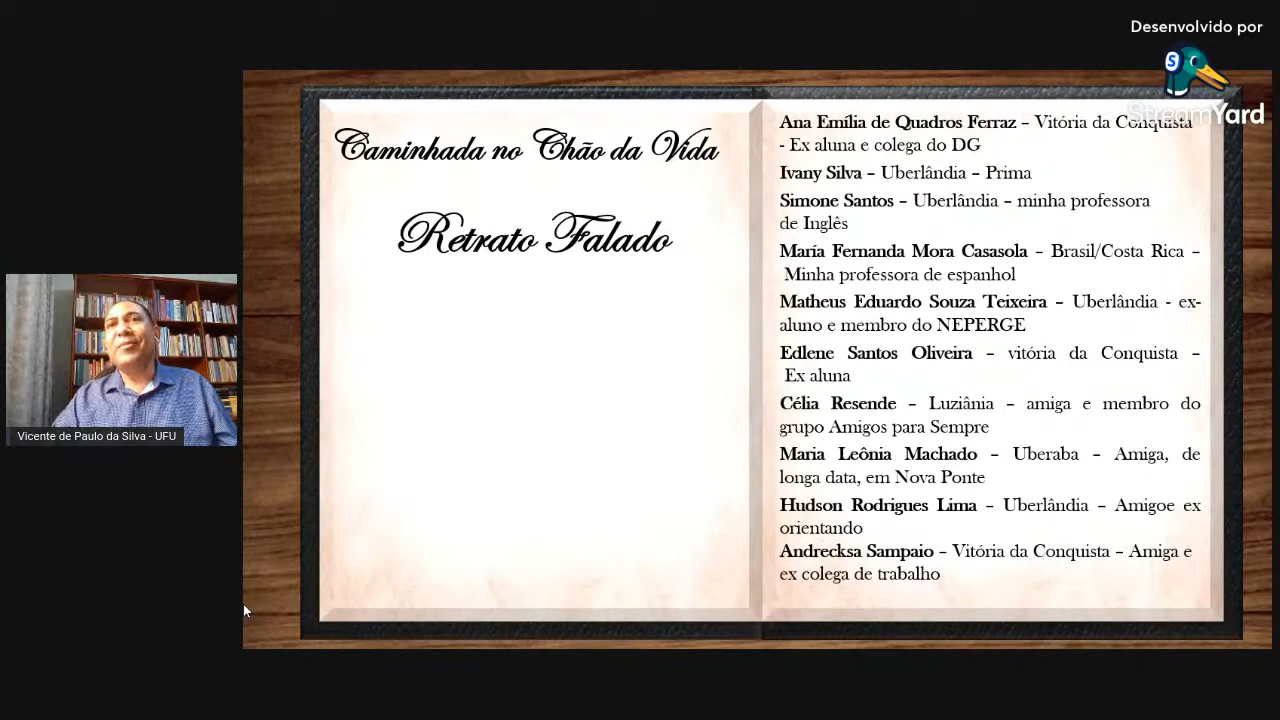 Desenvolvido por
StreamYard
Caminhada no Chão da Vida
Retrato Falado
Ana Emília de Quadros Ferraz – Vitória da Conquista
- Ex aluna e colega do DG
Ivany Silva – Uberlândia – Prima
Simone Santos – Uberlândia – minha professora
de Inglês
María Fernanda Mora Casasola – Brasil/Costa Rica –
Minha professora de espanhol
Matheus Eduardo Souza Teixeira – Uberlândia - ex-
aluno e membro do NEPERGE
Edlene Santos Oliveira – vitória da Conquista –
Ex aluna
Célia Resende – Luziânia – amiga e membro do
grupo Amigos para Sempre
Maria Leônia Machado – Uberaba – Amiga, de
longa data, em Nova Ponte
Hudson Rodrigues Lima – Uberlândia – Amigoe ex
orientando
Andrecksa Sampaio – Vitória da Conquista – Amiga e
ex colega de trabalho
Vicente de Paulo da Silva - UFU